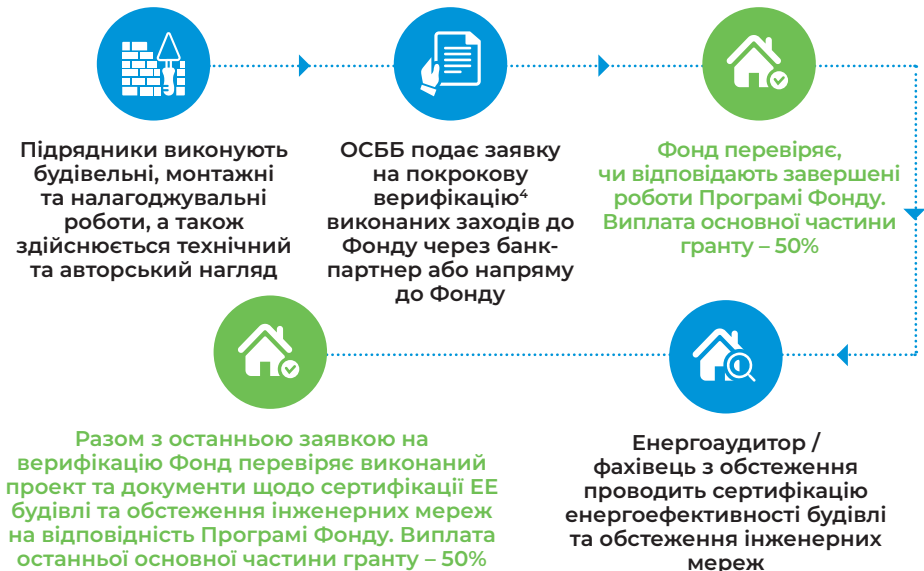 Підрядники виконують
будівельні, монтажні
та налагоджувальні
роботи, а також
здійснюється технічний
та авторський нагляд
ОСББ подає заявку
на покрокову
верифікацію⁴
виконаних заходів до
Фонду через банк-
партнер або напряму
до Фонду
Фонд перевіряє,
чи відповідають завершені
роботи Програмі Фонду.
Виплата основної частини
гранту – 50%
Енергоаудитор /
фахівець з обстеження
проводить сертифікацію
енергоефективності будівлі
та обстеження інженерних
мереж
Разом з останньою заявкою на
верифікацію Фонд перевіряє виконаний
проект та документи щодо сертифікації ЕЕ
будівлі та обстеження інженерних мереж
на відповідність Програмі Фонду. Виплата
останньої основної частини гранту – 50%